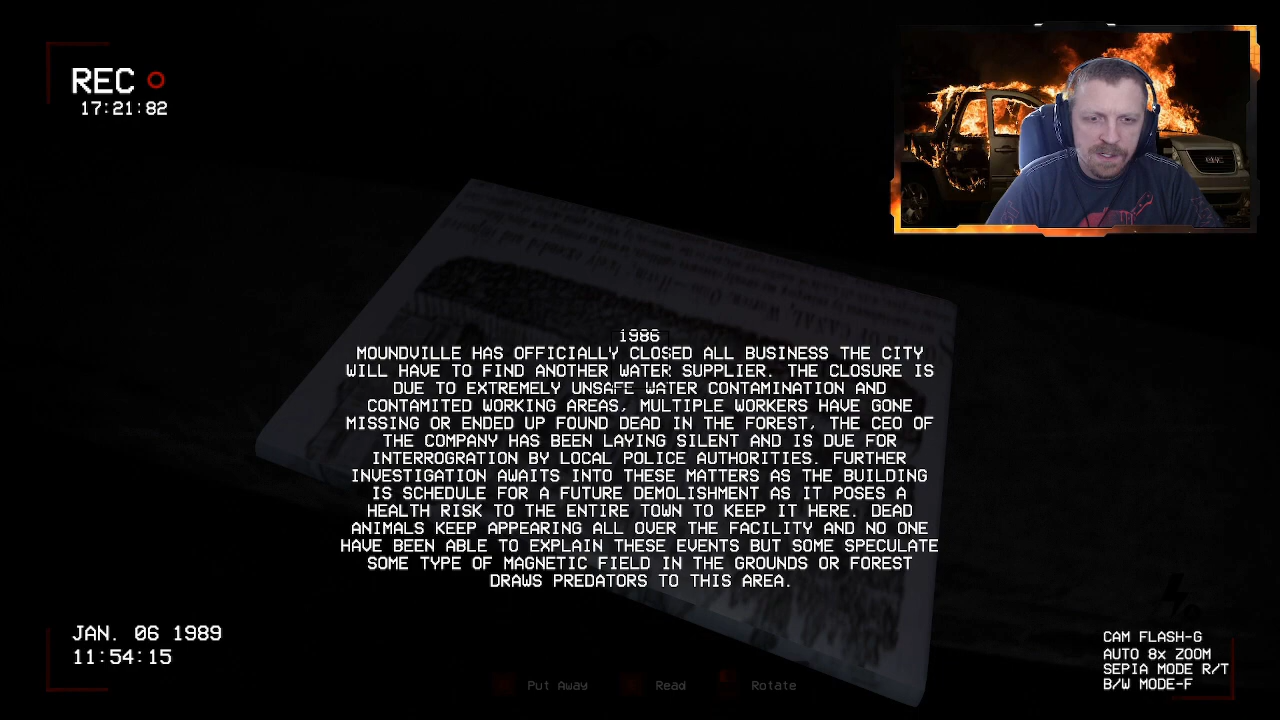 REC
17:21:82
GMC
1986
MOUNDVILLE HAS OFFICIALLY CLOSED ALL BUSINESS THE CITY
WILL HAVE TO FIND ANOTHER WATER SUPPLIER. THE CLOSURE IS
DUE TO EXTREMELY UNSAFE WATER CONTAMINATION AND
CONTAMITED WORKING AREAS, MULTIPLE WORKERS HAVE GONE
MISSING OR ENDED UP FOUND DEAD IN THE FOREST, THE CEO OF
THE COMPANY HAS BEEN LAYING SILENT AND IS DUE FOR
INTERROGRATION BY LOCAL POLICE AUTHORITIES. FURTHER
INVESTIGATION AWAITS INTO THESE MATTERS AS THE BUILDING
IS SCHEDULE FOR A FUTURE DEMOLISHMENT AS IT POSES A
HEALTH RISK TO THE ENTIRE TOWN TO KEEP IT HERE. DEAD
ANIMALS KEEP APPEARING ALL OVER THE FACILITY AND NO ONE
HAVE BEEN ABLE TO EXPLAIN THESE EVENTS BUT SOME SPECULATE
SOME TYPE OF MAGNETIC FIELD IN THE GROUNDS OR FOREST
DRAWS PREDATORS TO THIS AREA.
JAN. 06 1989
11:54:15
CAM FLASH-G
AUTO 8x ZOOM
SEPIA MODE R/T
B/W MODE-F
Put Away Read Rotate